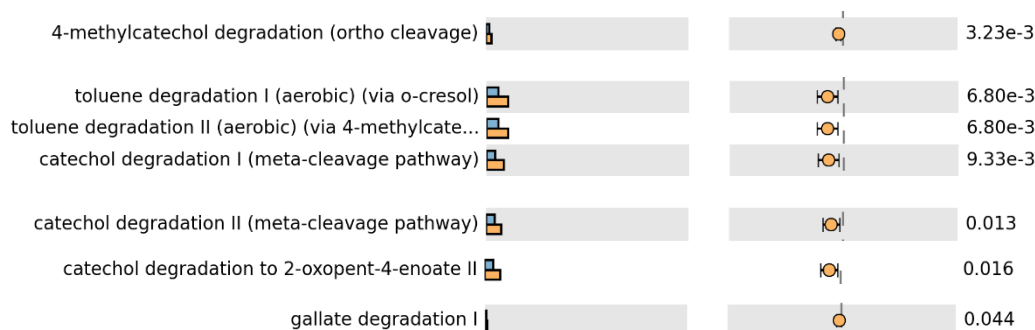 4-methylcatechol degradation (ortho cleavage) 3.23e-3
toluene degradation I (aerobic) (via o-cresol) 6.80e-3
toluene degradation II (aerobic) (via 4-methylcate... 6.80e-3
catechol degradation I (meta-cleavage pathway) 9.33e-3
catechol degradation II (meta-cleavage pathway) 0.013
catechol degradation to 2-oxopent-4-enoate II 0.016
gallate degradation I 0.044